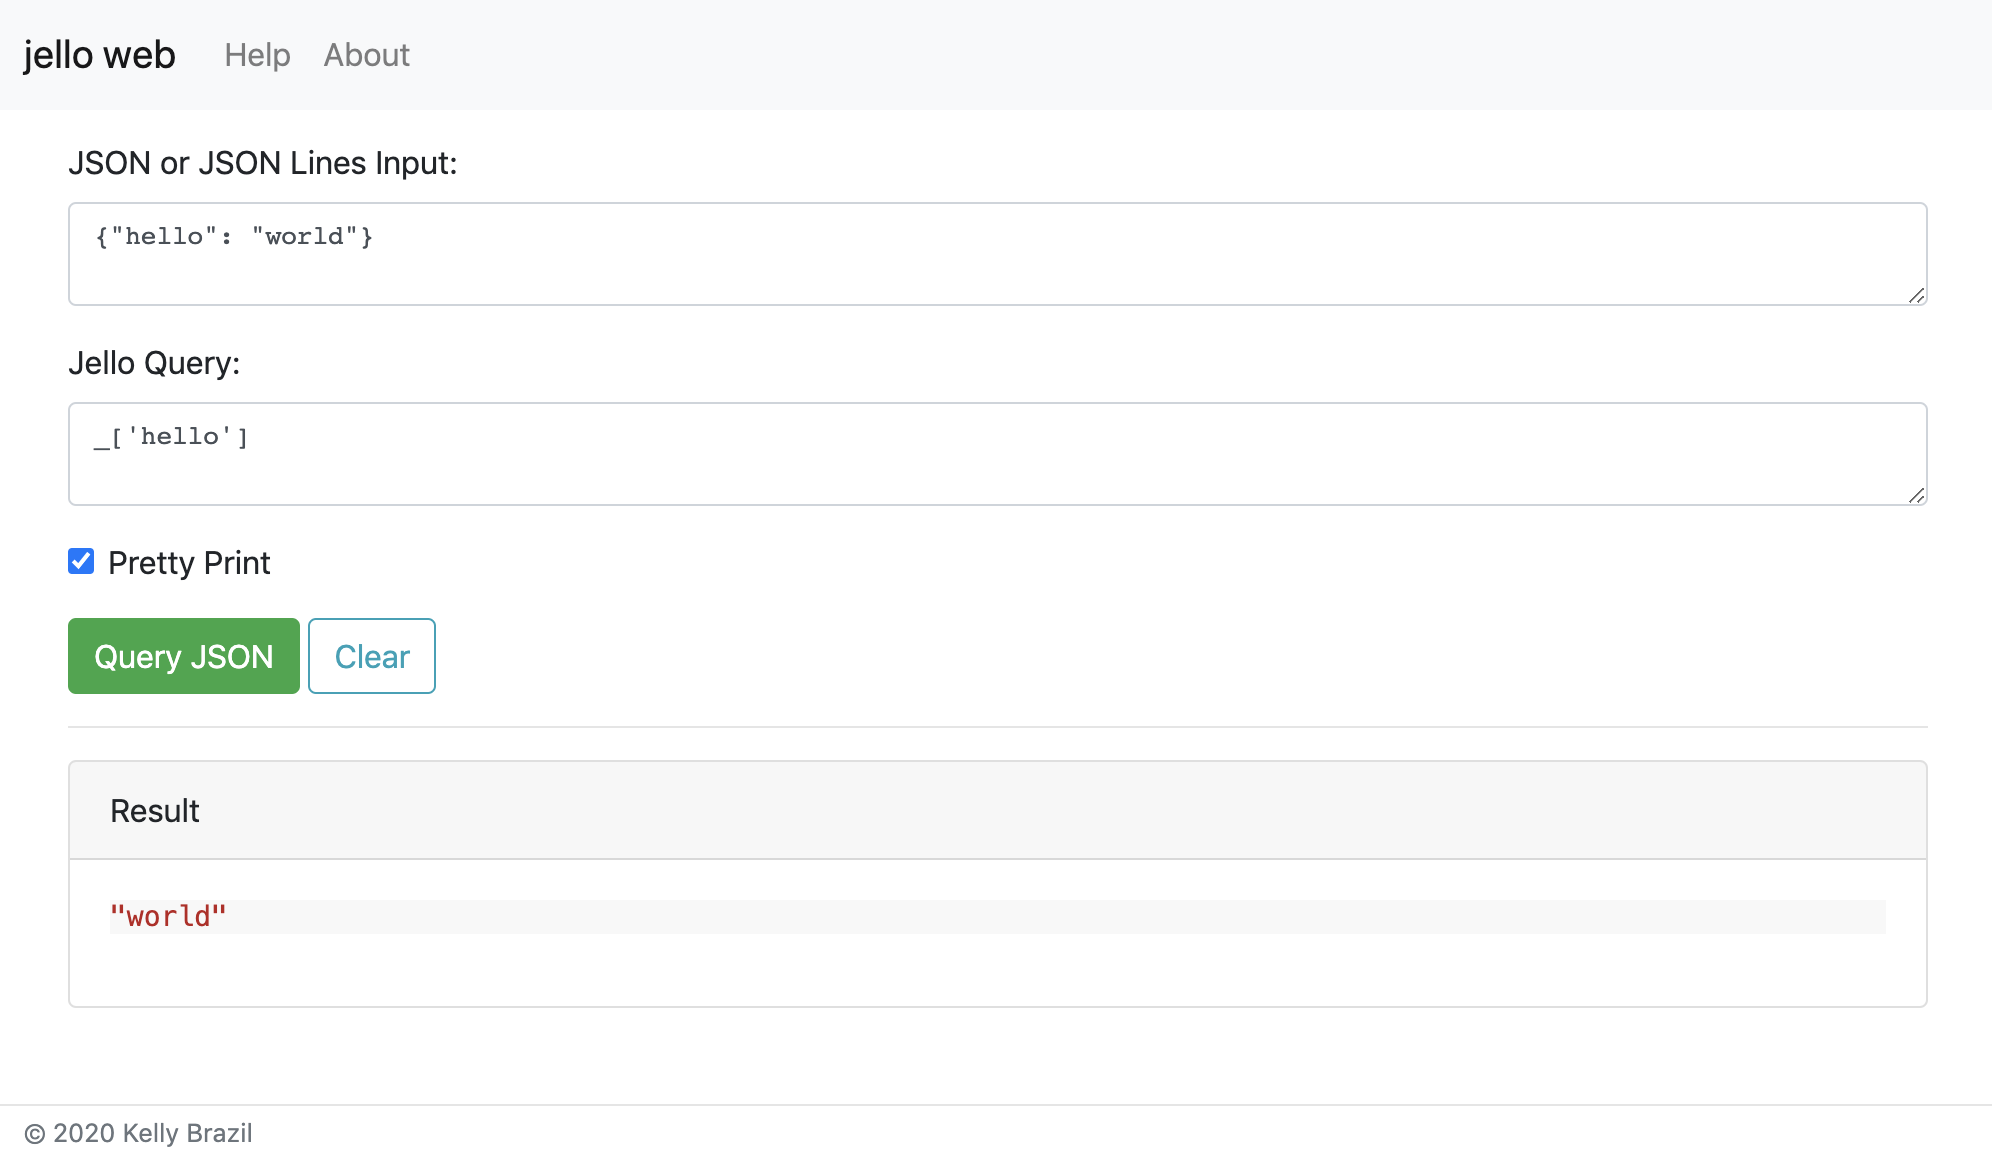 jello web Help About
JSON or JSON Lines Input:
{"hello": "world"}
Jello Query:
_['hello']
Pretty Print
Query JSON Clear
Result
"world"
© 2020 Kelly Brazil